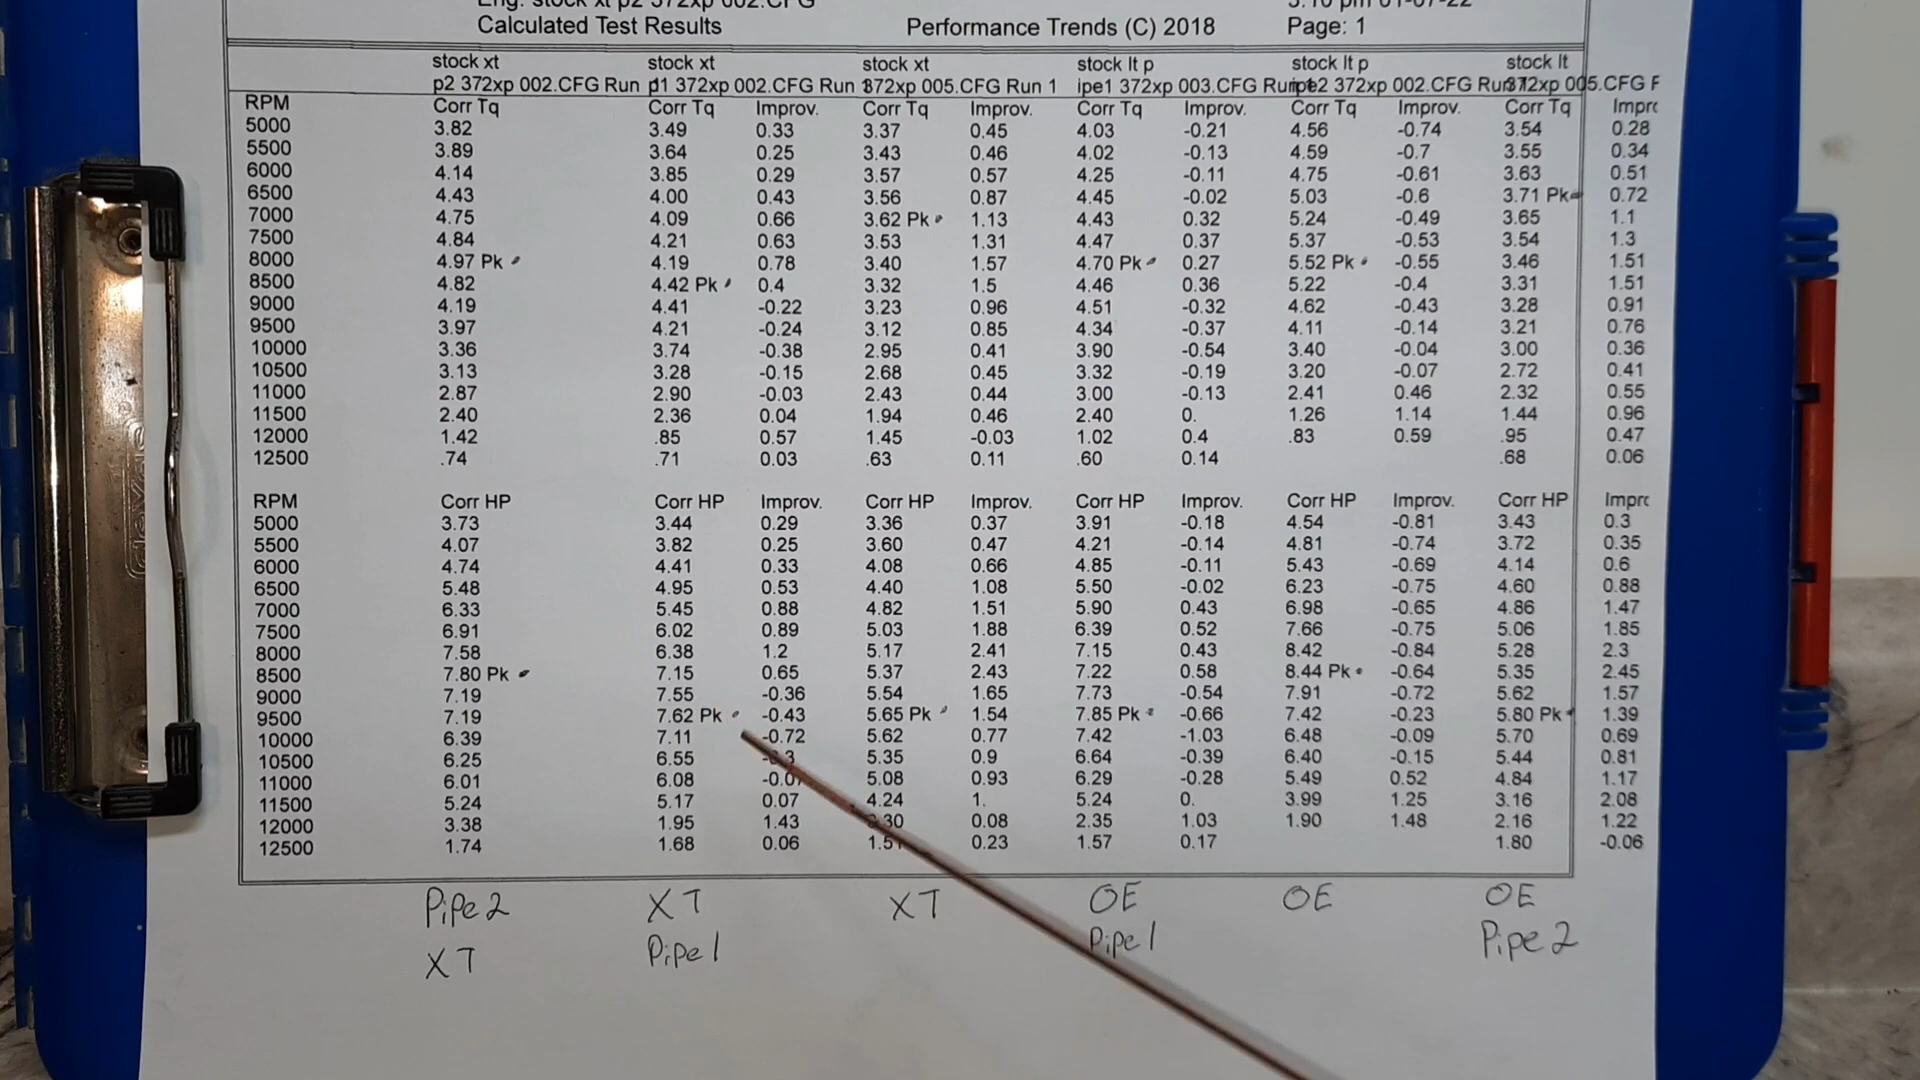 Eng: stock xt p2 372xp 002.CFG
Calculated Test Results Performance Trends (C) 2018 Page: 1
stock xt stock xt stock xt stock lt p stock lt p stock lt
p2 372xp 002.CFG Run p1 372xp 002.CFG Run 372xp 005.CFG Run 1 ipe1 372xp 003.CFG Run ipe2 372xp 002.CFG Run 372xp 005.CFG F
RPM Corr Tq Corr Tq Improv. Corr Tq Improv. Corr Tq Improv. Corr Tq Improv. Corr Tq Impro
5000 3.82 3.49 0.33 3.37 0.45 4.03 -0.21 4.56 -0.74 3.54 0.28
5500 3.89 3.64 0.25 3.43 0.46 4.02 -0.13 4.59 -0.7 3.55 0.34
6000 4.14 3.85 0.29 3.57 0.57 4.25 -0.11 4.75 -0.61 3.63 0.51
6500 4.43 4.00 0.43 3.56 0.87 4.45 -0.02 5.03 -0.6 3.71 Pk 0.72
7000 4.75 4.09 0.66 3.62 Pk 1.13 4.43 0.32 5.24 -0.49 3.65 1.1
7500 4.84 4.21 0.63 3.53 1.31 4.47 0.37 5.37 -0.53 3.54 1.3
8000 4.97 Pk 4.19 0.78 3.40 1.57 4.70 Pk 0.27 5.52 Pk -0.55 3.46 1.51
8500 4.82 4.42 Pk 0.4 3.32 1.5 4.46 0.36 5.22 -0.4 3.31 1.51
9000 4.19 4.41 -0.22 3.23 0.96 4.51 -0.32 4.62 -0.43 3.28 0.91
9500 3.97 4.21 -0.24 3.12 0.85 4.34 -0.37 4.11 -0.14 3.21 0.76
10000 3.36 3.74 -0.38 2.95 0.41 3.90 -0.54 3.40 -0.04 3.00 0.36
10500 3.13 3.28 -0.15 2.68 0.45 3.32 -0.19 3.20 -0.07 2.72 0.41
11000 2.87 2.90 -0.03 2.43 0.44 3.00 -0.13 2.41 0.46 2.32 0.55
11500 2.40 2.36 0.04 1.94 0.46 2.40 0. 1.26 1.14 1.44 0.96
12000 1.42 .85 0.57 1.45 -0.03 1.02 0.4 .83 0.59 .95 0.47
12500 .74 .71 0.03 .63 0.11 .60 0.14 .68 0.06
RPM Corr HP Corr HP Improv. Corr HP Improv. Corr HP Improv. Corr HP Improv. Corr HP Impro
5000 3.73 3.44 0.29 3.36 0.37 3.91 -0.18 4.54 -0.81 3.43 0.3
5500 4.07 3.82 0.25 3.60 0.47 4.21 -0.14 4.81 -0.74 3.72 0.35
6000 4.74 4.41 0.33 4.08 0.66 4.85 -0.11 5.43 -0.69 4.14 0.6
6500 5.48 4.95 0.53 4.40 1.08 5.50 -0.02 6.23 -0.75 4.60 0.88
7000 6.33 5.45 0.88 4.82 1.51 5.90 0.43 6.98 -0.65 4.86 1.47
7500 6.91 6.02 0.89 5.03 1.88 6.39 0.52 7.66 -0.75 5.06 1.85
8000 7.58 6.38 1.2 5.17 2.41 7.15 0.43 8.42 -0.84 5.28 2.3
8500 7.80 Pk 7.15 0.65 5.37 2.43 7.22 0.58 8.44 Pk -0.64 5.35 2.45
9000 7.19 7.55 -0.36 5.54 1.65 7.73 -0.54 7.91 -0.72 5.62 1.57
9500 7.19 7.62 Pk -0.43 5.65 Pk 1.54 7.85 Pk -0.66 7.42 -0.23 5.80 Pk 1.39
10000 6.39 7.11 -0.72 5.62 0.77 7.42 -1.03 6.48 -0.09 5.70 0.69
10500 6.25 6.55 5.35 0.9 6.64 -0.39 6.40 -0.15 5.44 0.81
11000 6.01 6.08 -0.07 5.08 0.93 6.29 -0.28 5.49 0.52 4.84 1.17
11500 5.24 5.17 0.07 4.24 1. 5.24 0. 3.99 1.25 3.16 2.08
12000 3.38 1.95 1.43 0.08 2.35 1.03 1.90 1.48 2.16 1.22
12500 1.74 1.68 0.06 0.23 1.57 0.17 1.80 -0.06
Pipe 2 XT XT OE OE OE
XT Pipe 1 Pipe 1 Pipe 2